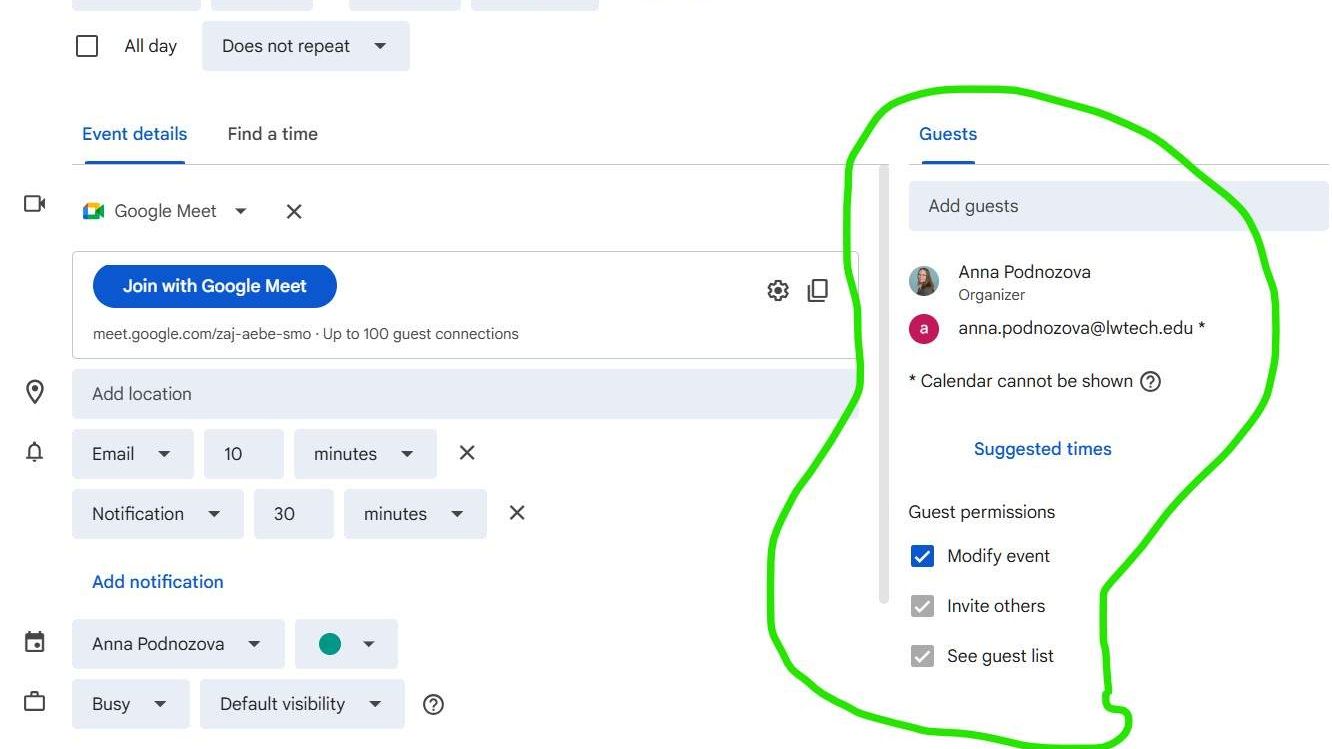 All day Does not repeat
Event details Find a time
Google Meet
Join with Google Meet
meet.google.com/zaj-aebe-smo · Up to 100 guest connections
Add location
Email 10 minutes
Notification 30 minutes
Add notification
Anna Podnozova
Busy Default visibility
Guests
Add guests
Anna Podnozova
Organizer
a anna.podnozova@lwtech.edu *
* Calendar cannot be shown
Suggested times
Guest permissions
Modify event
Invite others
See guest list